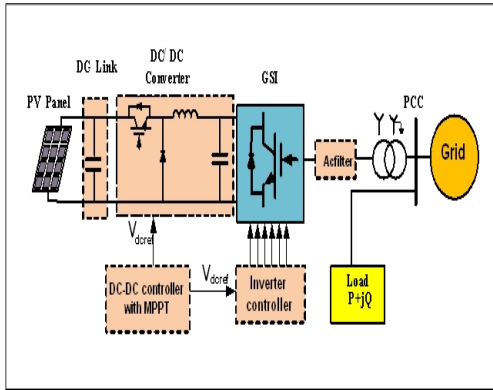 DC/ DC
DG Link
Converter
GSI
PV Panel
PCC
Grid
Acfilter
Vdcref
Vdcref
DC-DC controller
with MPPT
Inverter
controller
Load
P+jQ